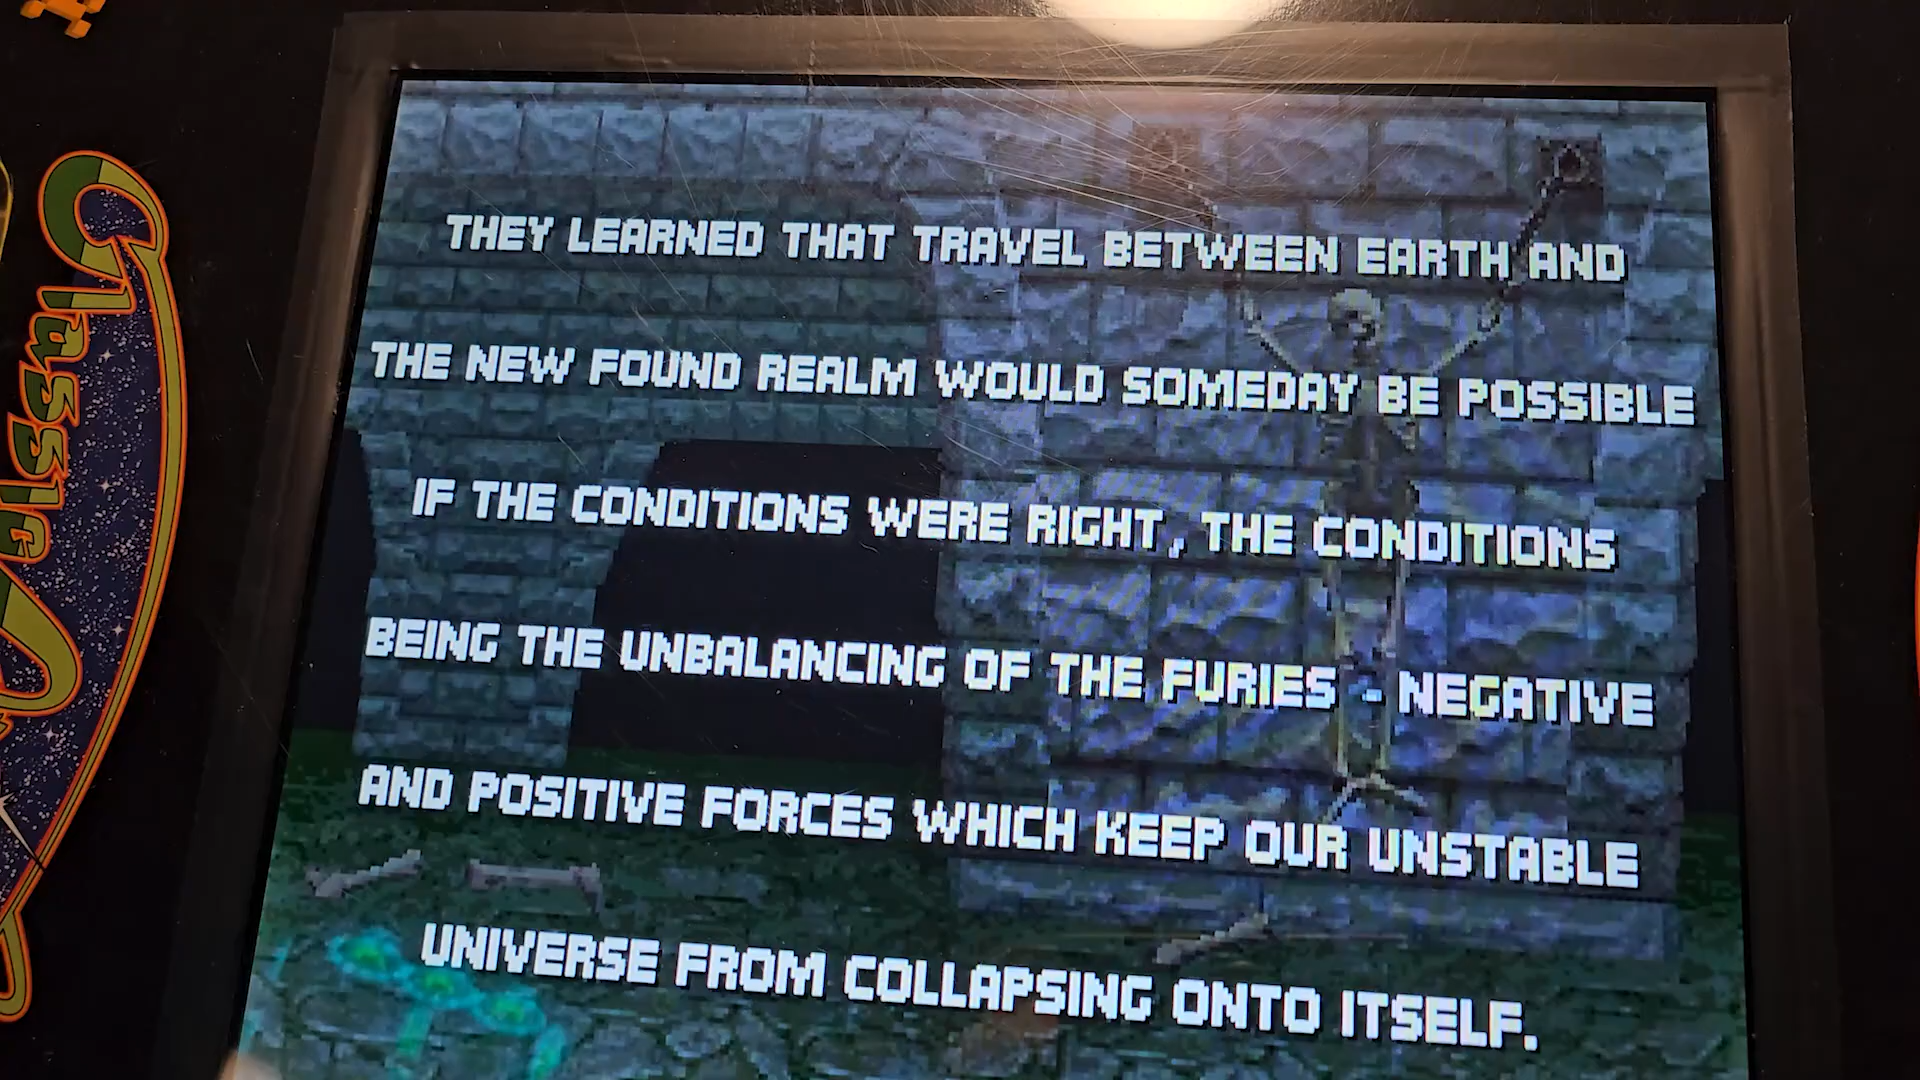 THEY LEARNED THAT TRAVEL BETWEEN EARTH AND
THE NEW FOUND REALM WOULD SOMEDAY BE POSSIBLE
IF THE CONDITIONS WERE RIGHT, THE CONDITIONS
BEING THE UNBALANCING OF THE FURIES - NEGATIVE
AND POSITIVE FORCES WHICH KEEP OUR UNSTABLE
UNIVERSE FROM COLLAPSING ONTO ITSELF.
Classic